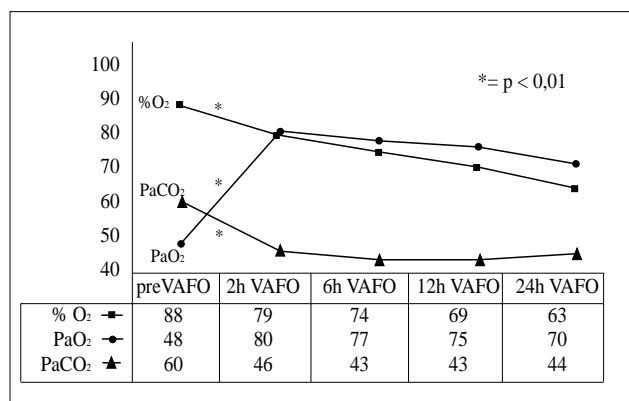 100
*= p < 0,01
90
%O₂
*
80
70
*
PaCO₂
60
*
50
PaO₂
40
preVAFO 2h VAFO 6h VAFO 12h VAFO 24h VAFO
% O₂ 88 79 74 69 63
PaO₂ 48 80 77 75 70
PaCO₂ 60 46 43 43 44